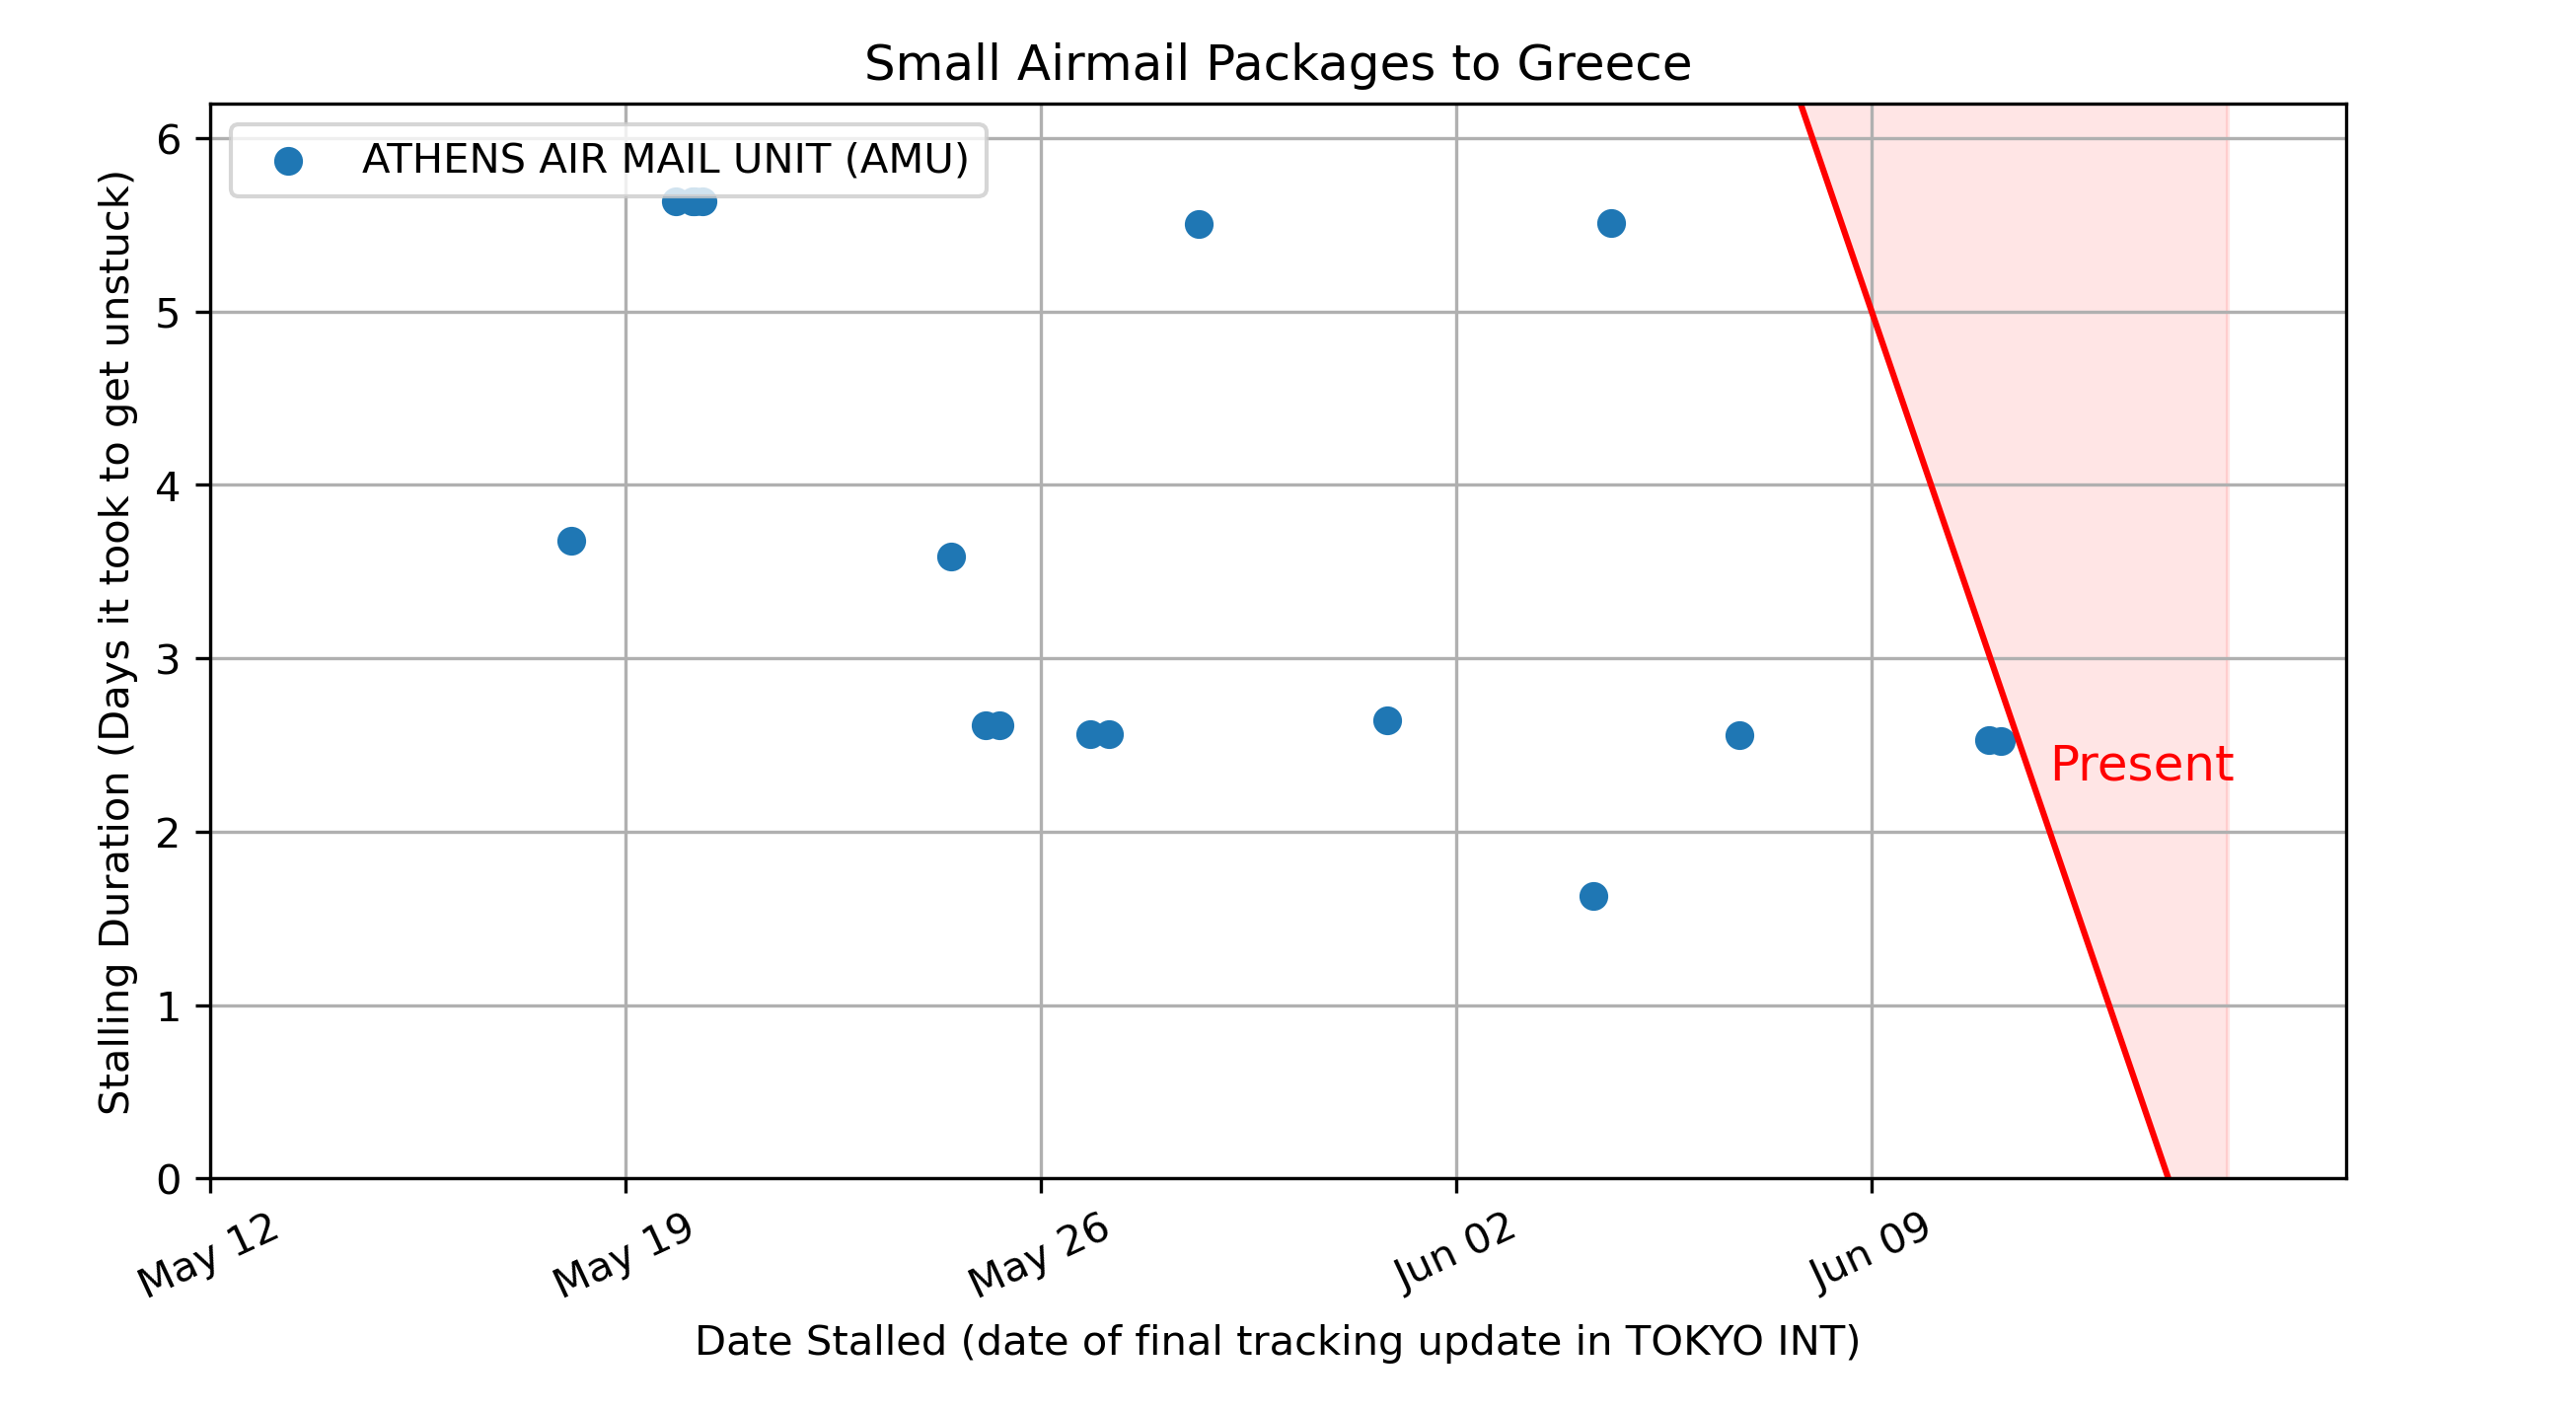 Small Airmail Packages to Greece
ATHENS AIR MAIL UNIT (AMU)
Stalling Duration (Days it took to get unstuck)
6
5
4
3
2
1
0
Present
May 12
May 19
May 26
Jun 02
Jun 09
Date Stalled (date of final tracking update in TOKYO INT)